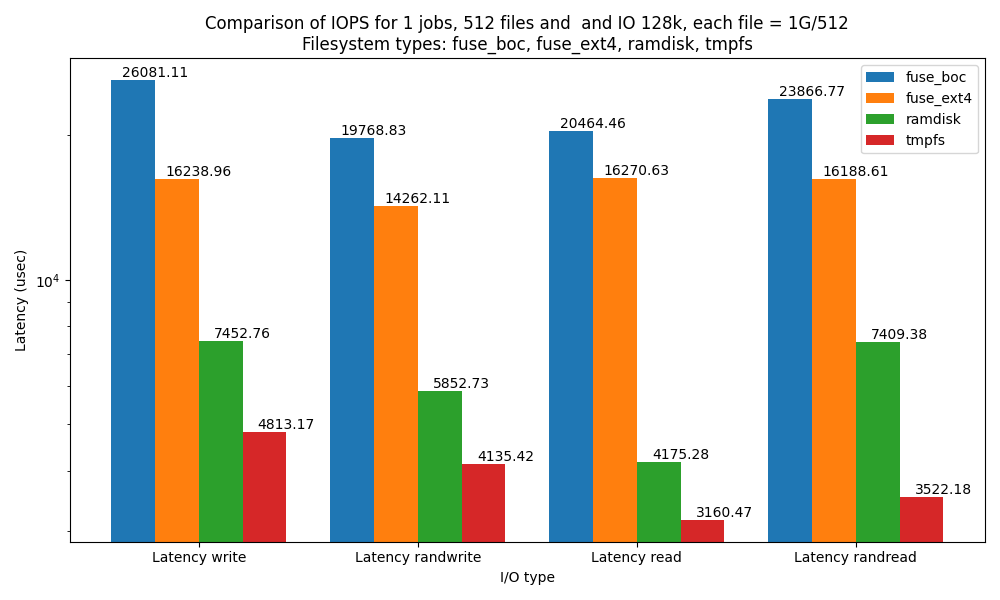 Comparison of IOPS for 1 jobs, 512 files and  and IO 128k, each file = 1G/512
Filesystem types: fuse_boc, fuse_ext4, ramdisk, tmpfs
fuse_boc
fuse_ext4
ramdisk
tmpfs
Latency (usec)
10^4
26081.11
16238.96
7452.76
4813.17
19768.83
14262.11
5852.73
4135.42
20464.46
16270.63
4175.28
3160.47
23866.77
16188.61
7409.38
3522.18
Latency write
Latency randwrite
Latency read
Latency randread
I/O type